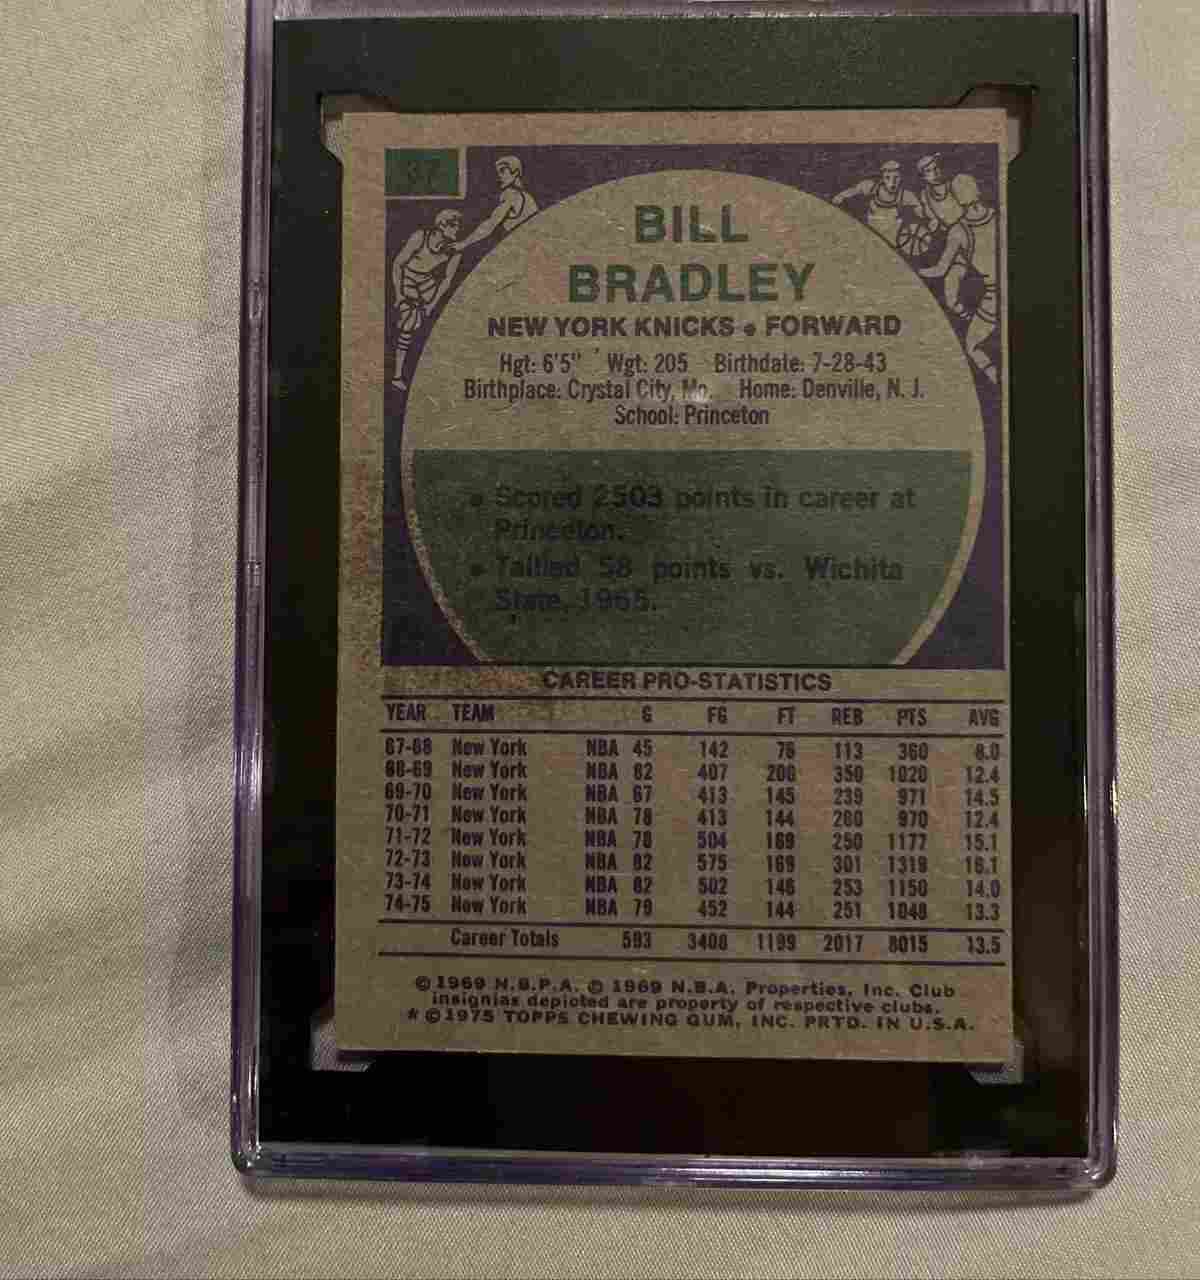 37
BILL
BRADLEY
NEW YORK KNICKS • FORWARD
Hgt: 6'5" Wgt: 205 Birthdate: 7-28-43
Birthplace: Crystal City, Mo. Home: Denville, N. J.
School: Princeton
• Scored 2503 points in career at
Princeton.
• Tallied 58 points vs. Wichita
State, 1965.
CAREER PRO-STATISTICS
YEAR TEAM G FG FT REB PTS AVG
67-68 New York NBA 45 142 76 113 360 8.0
68-69 New York NBA 82 407 206 350 1020 12.4
69-70 New York NBA 67 413 145 239 971 14.5
70-71 New York NBA 78 413 144 260 970 12.4
71-72 New York NBA 78 504 169 250 1177 15.1
72-73 New York NBA 82 575 169 301 1319 16.1
73-74 New York NBA 82 502 146 253 1150 14.0
74-75 New York NBA 79 452 144 251 1048 13.3
Career Totals 593 3408 1199 2017 8015 13.5
© 1969 N.B.P.A. © 1969 N.B.A. Properties, Inc. Club
insignias depicted are property of respective clubs.
* © 1975 TOPPS CHEWING GUM, INC. PRTD. IN U.S.A.